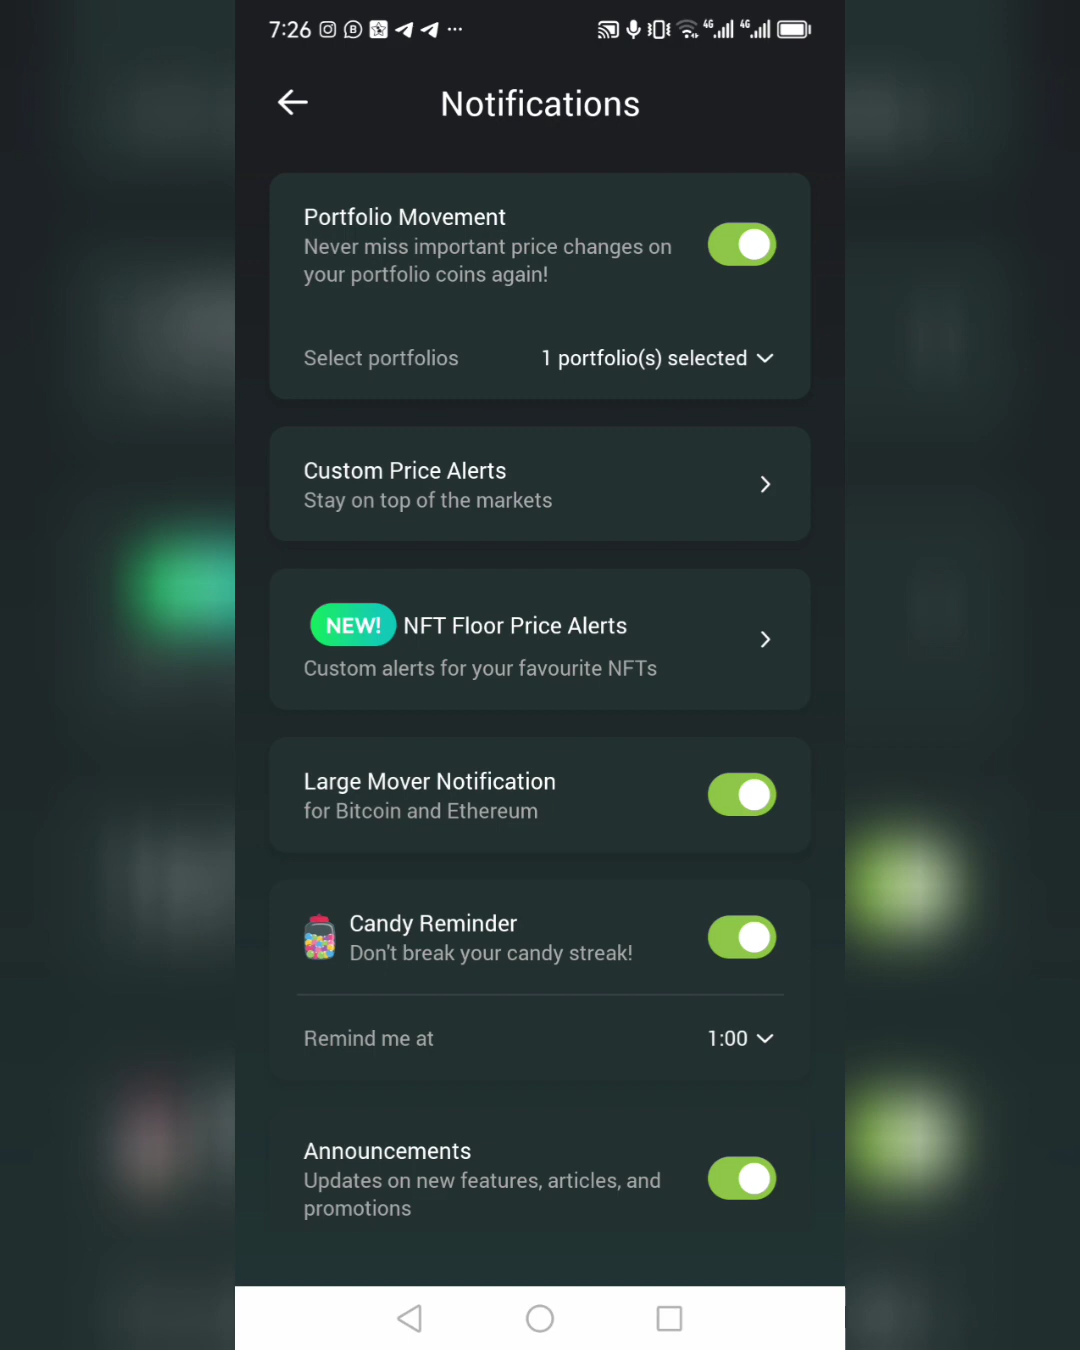 7:26
4G 4G
Notifications
Portfolio Movement
Never miss important price changes on
your portfolio coins again!
Select portfolios 1 portfolio(s) selected
Custom Price Alerts
Stay on top of the markets
NEW! NFT Floor Price Alerts
Custom alerts for your favourite NFTs
Large Mover Notification
for Bitcoin and Ethereum
Candy Reminder
Don't break your candy streak!
Remind me at 1:00
Announcements
Updates on new features, articles, and
promotions